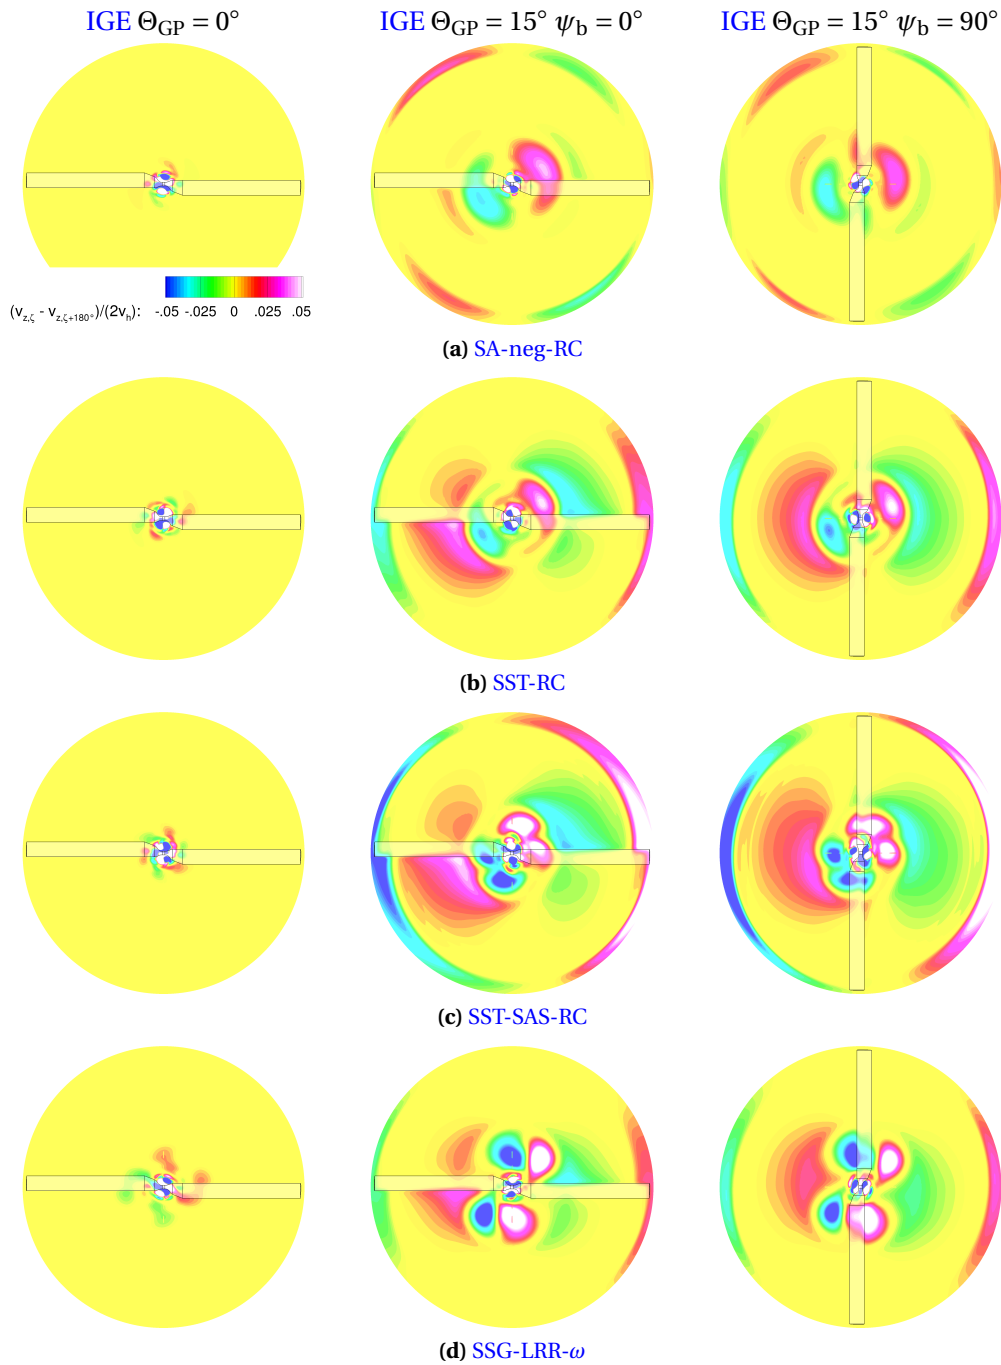 IGE Θ_GP = 0° IGE Θ_GP = 15° ψ_b = 0° IGE Θ_GP = 15° ψ_b = 90°
(v_z,ζ - v_z,ζ+180°)/(2v_h): -.05 -.025 0 .025 .05
(a) SA-neg-RC
(b) SST-RC
(c) SST-SAS-RC
(d) SSG-LRR-ω